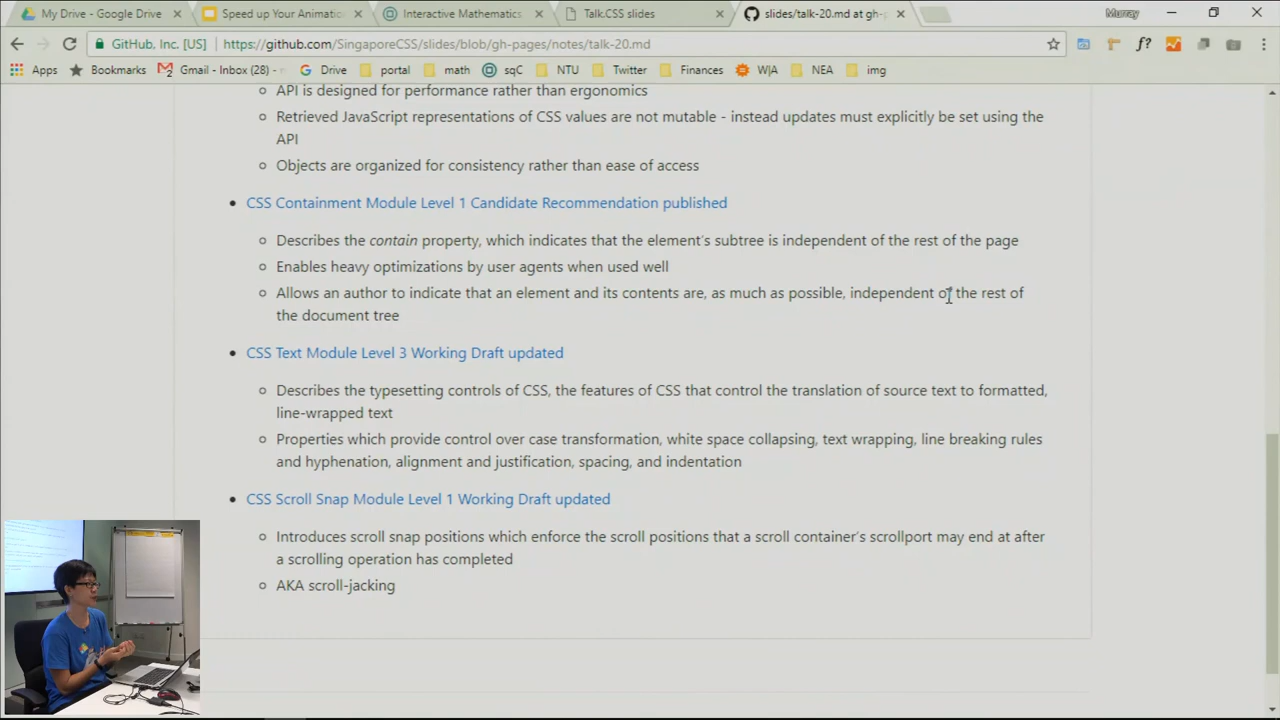 My Drive - Google Drive
Speed up Your Animatio
Interactive Mathematics
Talk.CSS slides
slides/talk-20.md at gh-p
Murray
GitHub, Inc. [US]
https://github.com/SingaporeCSS/slides/blob/gh-pages/notes/talk-20.md
f?
Apps
Bookmarks
Gmail - Inbox (28) -
Drive
portal
math
sqC
NTU
Twitter
Finances
WJA
NEA
img
API is designed for performance rather than ergonomics
Retrieved JavaScript representations of CSS values are not mutable - instead updates must explicitly be set using the
API
Objects are organized for consistency rather than ease of access
CSS Containment Module Level 1 Candidate Recommendation published
Describes the contain property, which indicates that the element's subtree is independent of the rest of the page
Enables heavy optimizations by user agents when used well
Allows an author to indicate that an element and its contents are, as much as possible, independent of the rest of
the document tree
CSS Text Module Level 3 Working Draft updated
Describes the typesetting controls of CSS, the features of CSS that control the translation of source text to formatted,
line-wrapped text
Properties which provide control over case transformation, white space collapsing, text wrapping, line breaking rules
and hyphenation, alignment and justification, spacing, and indentation
CSS Scroll Snap Module Level 1 Working Draft updated
Introduces scroll snap positions which enforce the scroll positions that a scroll container's scrollport may end at after
a scrolling operation has completed
AKA scroll-jacking